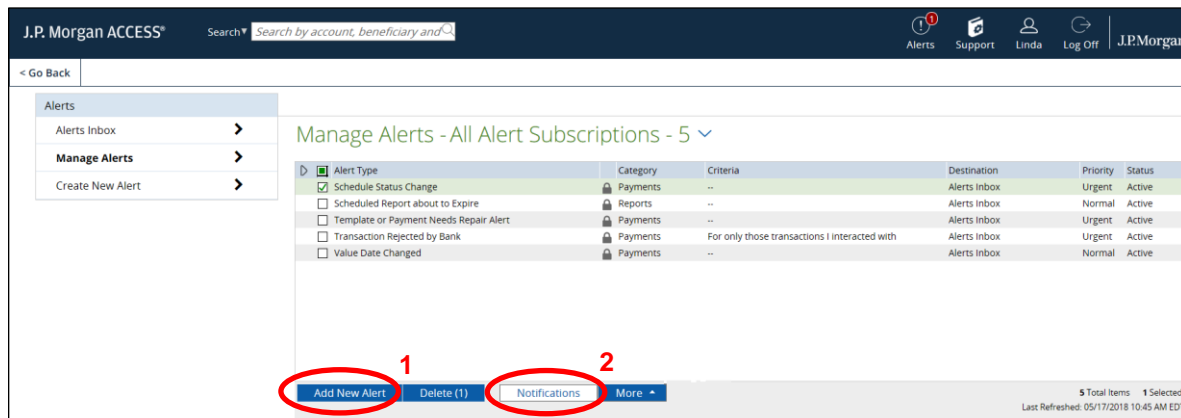 J.P. Morgan ACCESS® Search▼ Search by account, beneficiary and 1 Alerts Support Linda Log Off J.P.Morgan
< Go Back
Alerts
Alerts Inbox
Manage Alerts
Create New Alert
Manage Alerts - All Alert Subscriptions - 5
Alert Type Category Criteria Destination Priority Status
Schedule Status Change Payments -- Alerts Inbox Urgent Active
Scheduled Report about to Expire Reports -- Alerts Inbox Normal Active
Template or Payment Needs Repair Alert Payments -- Alerts Inbox Urgent Active
Transaction Rejected by Bank Payments For only those transactions I interacted with Alerts Inbox Urgent Active
Value Date Changed Payments -- Alerts Inbox Normal Active
1 2
Add New Alert Delete (1) Notifications More
5 Total Items 1 Selected
Last Refreshed: 05/17/2018 10:45 AM EDT